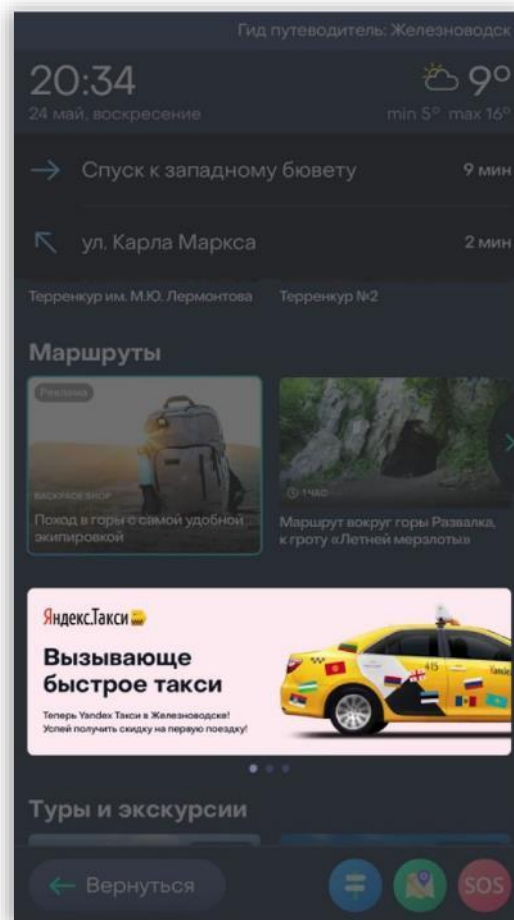 Гид путеводитель: Железноводск
20:34
9°
24 май, воскресение
min 5° max 16°
Спуск к западному бювету
9 мин
ул. Карла Маркса
2 мин
Терренкур им. М.Ю. Лермонтова
Терренкур №2
Маршруты
Реклама
BACKPACK SHOP
Поход в горы с самой удобной
экипировкой
1 ЧАС
Маршрут вокруг горы Развалка,
к гроту «Летней мерзлоты»
Яндекс.Такси
Вызывающе
быстрое такси
Теперь Yandex Такси в Железноводске!
Успей получить скидку на первую поездку!
415
Yandex
Туры и экскурсии
Вернуться
SOS